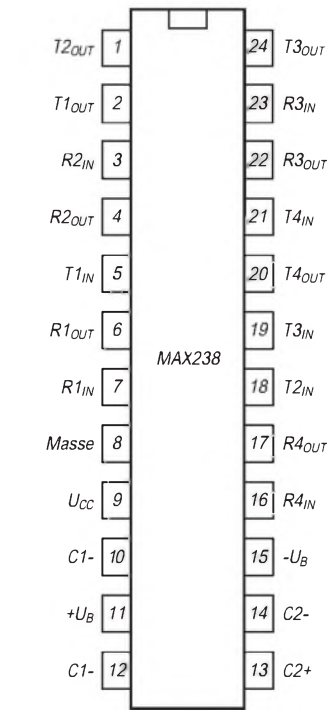 T2OUT 1 24 T3OUT
T1OUT 2 23 R3IN
R2IN 3 22 R3OUT
R2OUT 4 21 T4IN
T1IN 5 20 T4OUT
R1OUT 6 19 T3IN
MAX238
R1IN 7 18 T2IN
Masse 8 17 R4OUT
UCC 9 16 R4IN
C1- 10 15 -UB
+UB 11 14 C2-
C1- 12 13 C2+